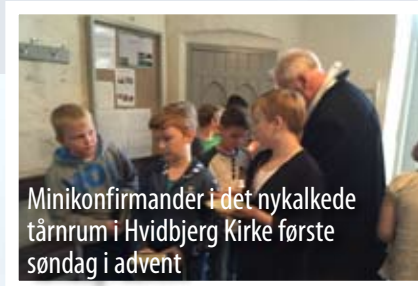 Minikonfirmander i det nykalkede
tårnrum i Hvidbjerg Kirke første
søndag i advent